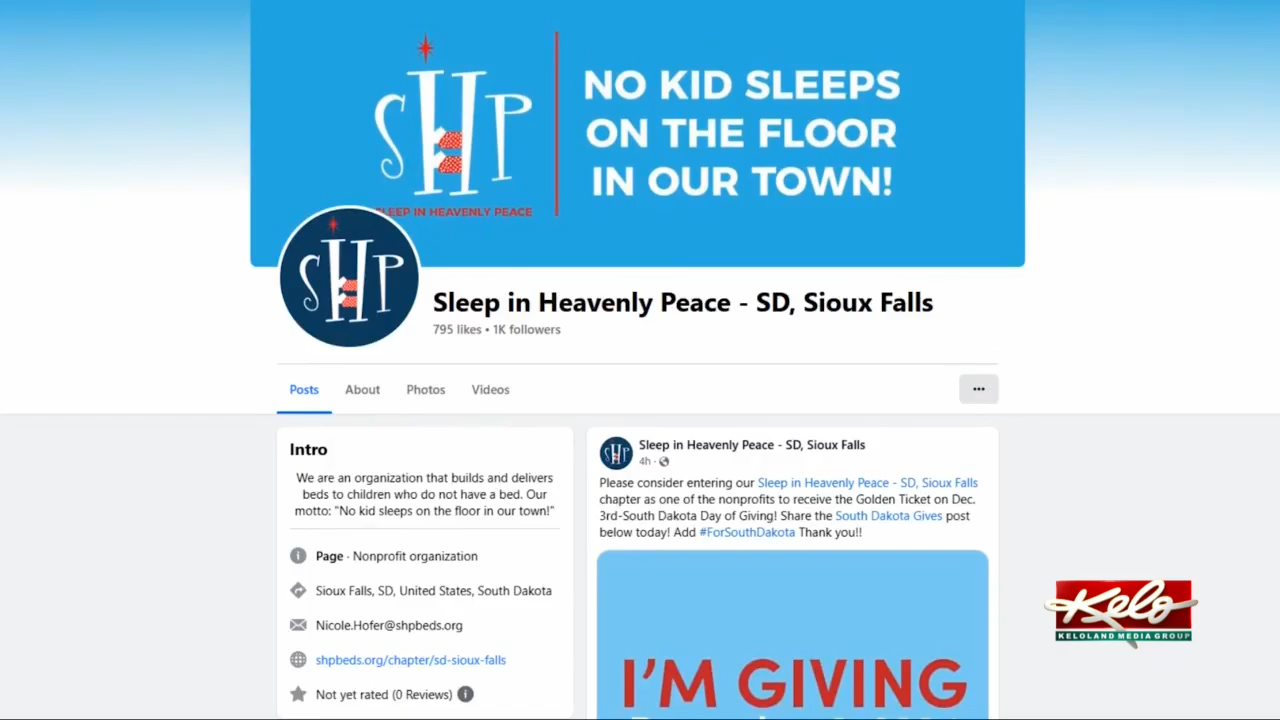 SHP
SLEEP IN HEAVENLY PEACE
NO KID SLEEPS
ON THE FLOOR
IN OUR TOWN!
SHP
Sleep in Heavenly Peace - SD, Sioux Falls
795 likes • 1K followers
Posts About Photos Videos
Intro
We are an organization that builds and delivers
beds to children who do not have a bed. Our
motto: "No kid sleeps on the floor in our town!"
Page · Nonprofit organization
Sioux Falls, SD, United States, South Dakota
Nicole.Hofer@shpbeds.org
shpbeds.org/chapter/sd-sioux-falls
Not yet rated (0 Reviews)
SHP
Sleep in Heavenly Peace - SD, Sioux Falls
4h ·
Please consider entering our Sleep in Heavenly Peace - SD, Sioux Falls
chapter as one of the nonprofits to receive the Golden Ticket on Dec.
3rd-South Dakota Day of Giving! Share the South Dakota Gives post
below today! Add #ForSouthDakota Thank you!!
I'M GIVING
Kelo
KELOLAND MEDIA GROUP